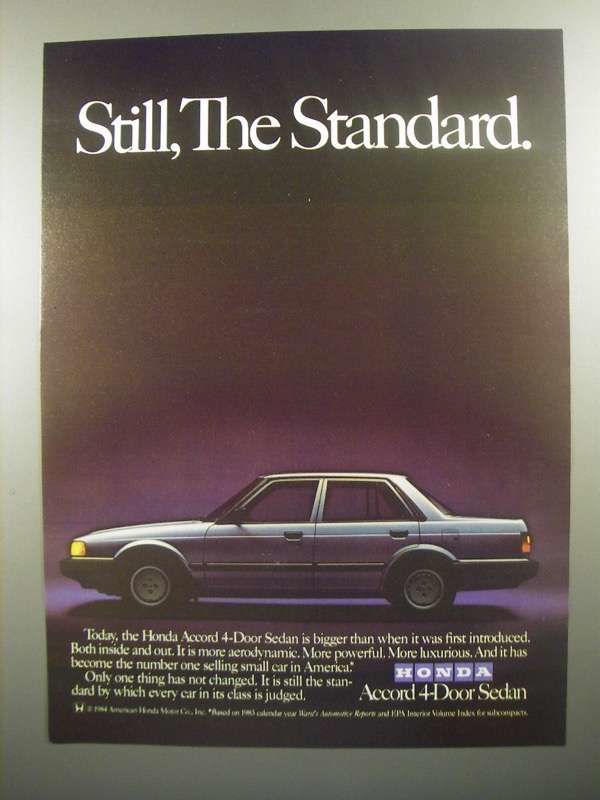 Still, The Standard.
Today, the Honda Accord 4-Door Sedan is bigger than when it was first introduced.
Both inside and out. It is more aerodynamic. More powerful. More luxurious. And it has
become the number one selling small car in America.*
Only one thing has not changed. It is still the stan-
dard by which every car in its class is judged.
HONDA
Accord 4-Door Sedan
© 1984 American Honda Motor Co., Inc. *Based on 1983 calendar year Ward's Automotive Reports and EPA Interior Volume Index for subcompacts.